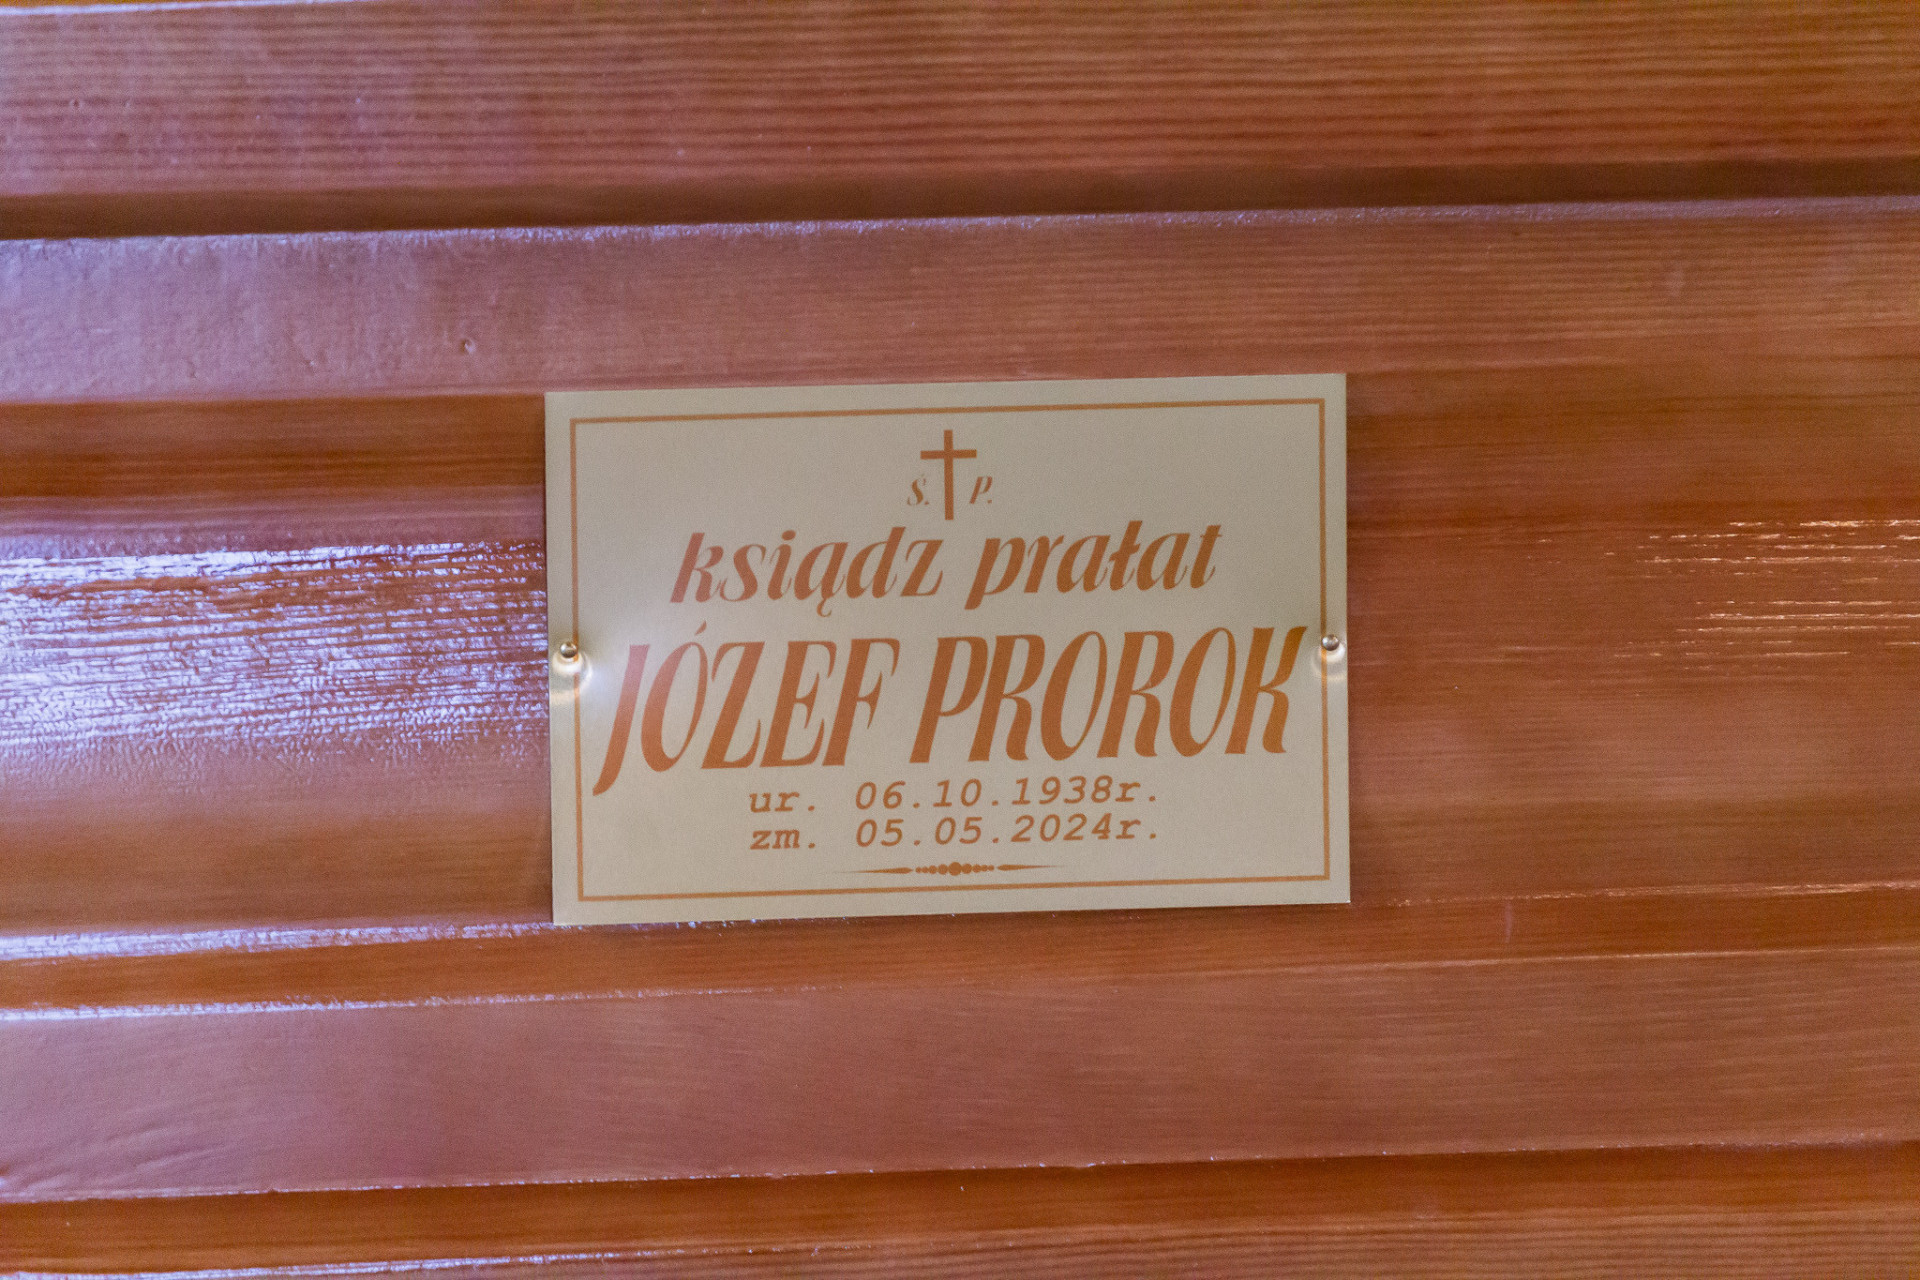 Ś. P.
ksiądz prałat
JÓZEF PROROK
ur. 06.10.1938r.
zm. 05.05.2024r.